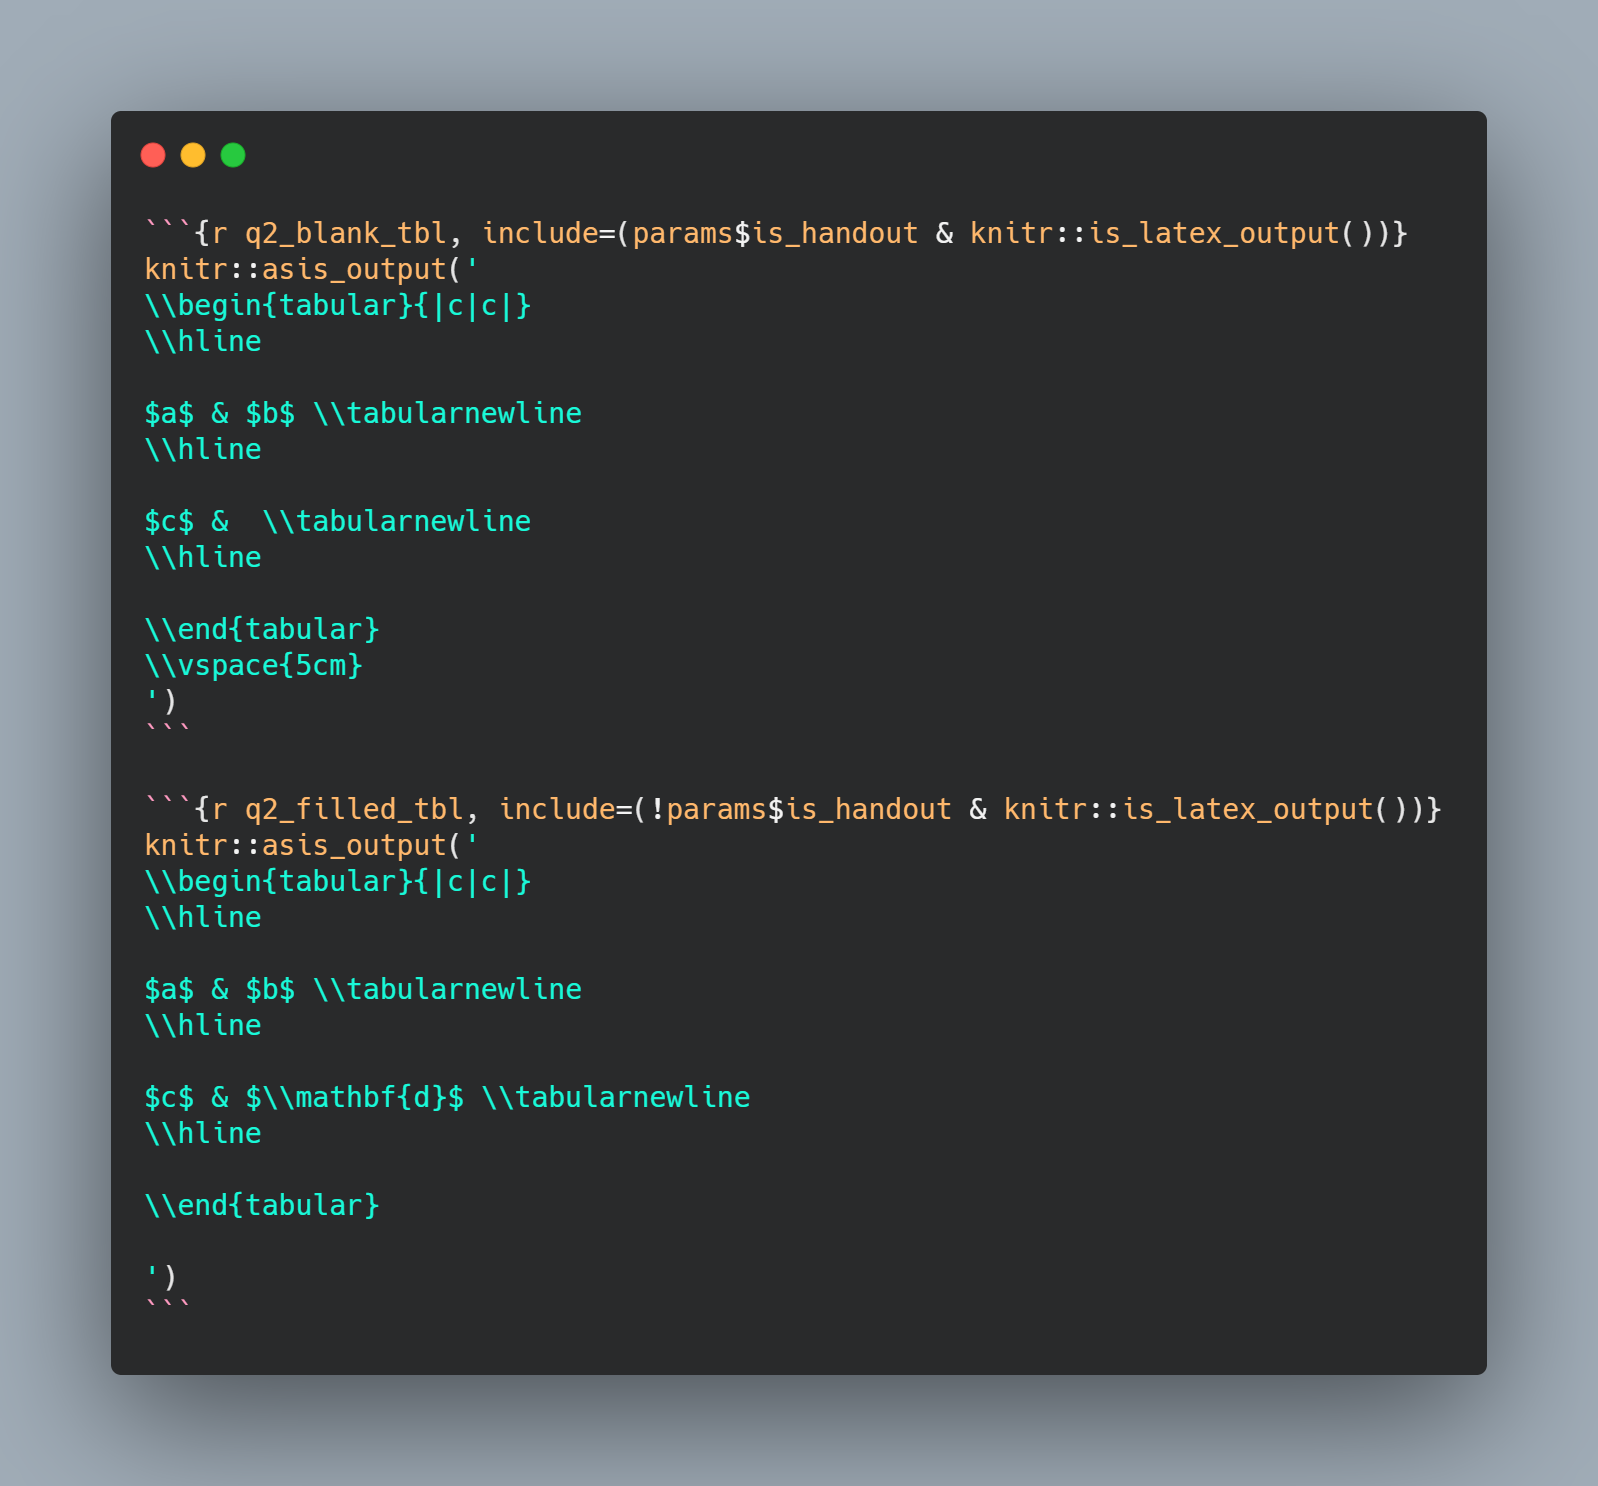 ```{r q2_blank_tbl, include=(params$is_handout & knitr::is_latex_output())}
knitr::asis_output('
\\begin{tabular}{|c|c|}
\\hline
$a$ & $b$ \\tabularnewline
\\hline
$c$ &  \\tabularnewline
\\hline
\\end{tabular}
\\vspace{5cm}
')
```
```{r q2_filled_tbl, include=(!params$is_handout & knitr::is_latex_output())}
knitr::asis_output('
\\begin{tabular}{|c|c|}
\\hline
$a$ & $b$ \\tabularnewline
\\hline
$c$ & $\\mathbf{d}$ \\tabularnewline
\\hline
\\end{tabular}
')
```